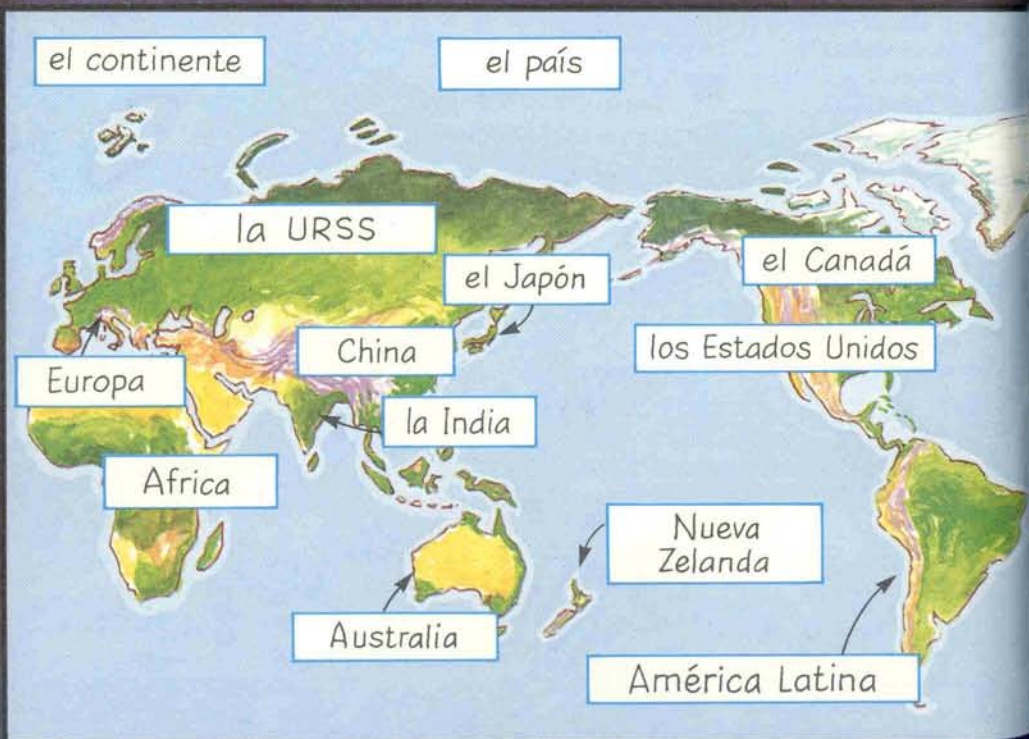 el continente
el país
la URSS
el Japón
el Canadá
China
los Estados Unidos
Europa
la India
Africa
Nueva
Zelanda
Australia
América Latina